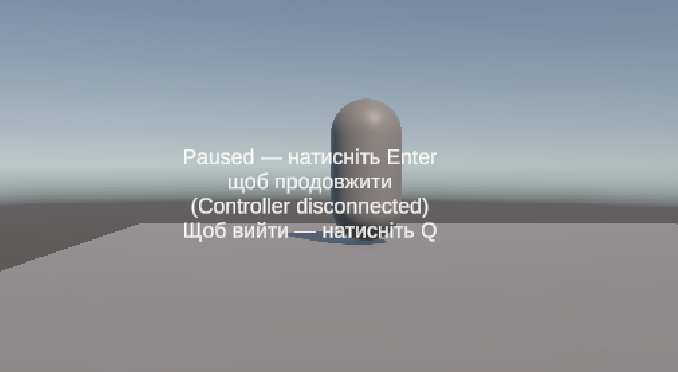 Paused — натисніть Enter
щоб продовжити
(Controller disconnected)
Щоб вийти — натисніть Q